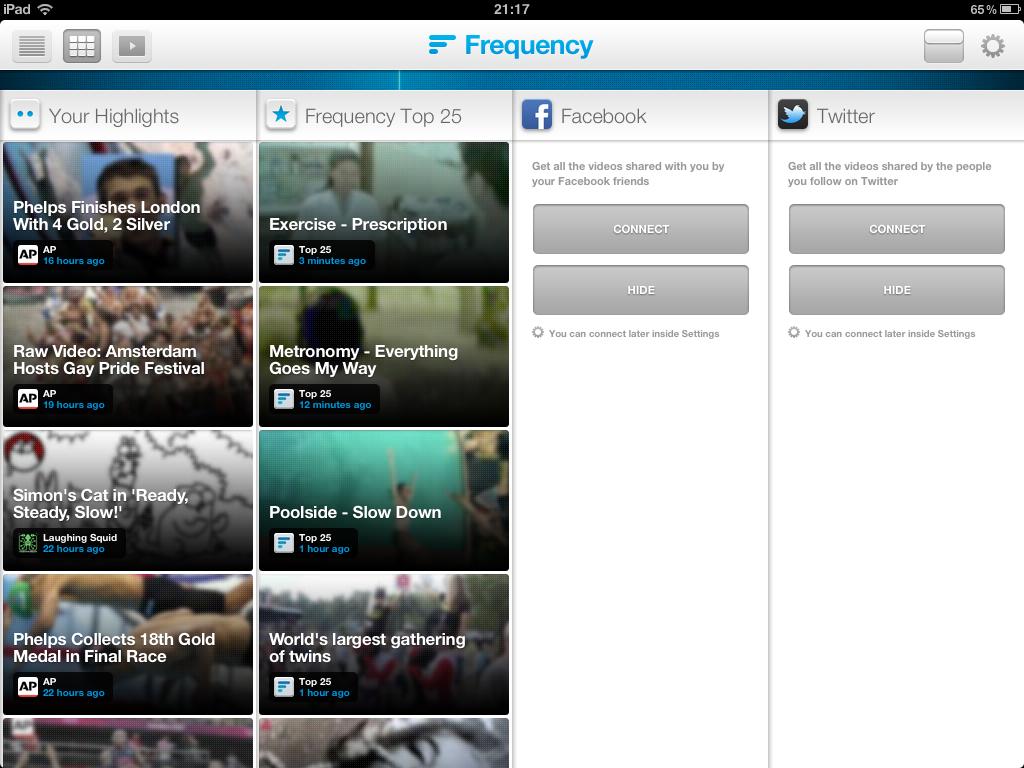 iPad
21:17
65%
Frequency
Your Highlights
Phelps Finishes London
With 4 Gold, 2 Silver
AP
AP
16 hours ago
Raw Video: Amsterdam
Hosts Gay Pride Festival
AP
AP
19 hours ago
Simon's Cat in 'Ready,
Steady, Slow!'
Laughing Squid
22 hours ago
Phelps Collects 18th Gold
Medal in Final Race
AP
AP
22 hours ago
AP
Frequency Top 25
Exercise - Prescription
Top 25
3 minutes ago
Metronomy - Everything
Goes My Way
Top 25
12 minutes ago
Poolside - Slow Down
Top 25
1 hour ago
World's largest gathering
of twins
Top 25
1 hour ago
Facebook
Get all the videos shared with you by
your Facebook friends
CONNECT
HIDE
You can connect later inside Settings
Twitter
Get all the videos shared by the people
you follow on Twitter
CONNECT
HIDE
You can connect later inside Settings